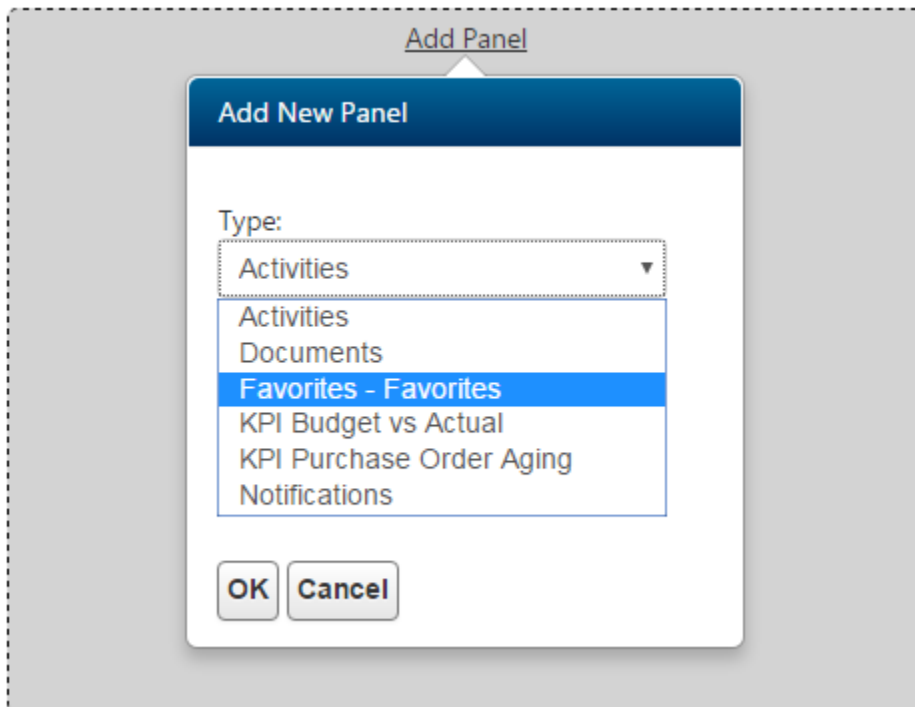 Add Panel
Add New Panel
Type:
Activities
Activities
Documents
Favorites - Favorites
KPI Budget vs Actual
KPI Purchase Order Aging
Notifications
OK Cancel